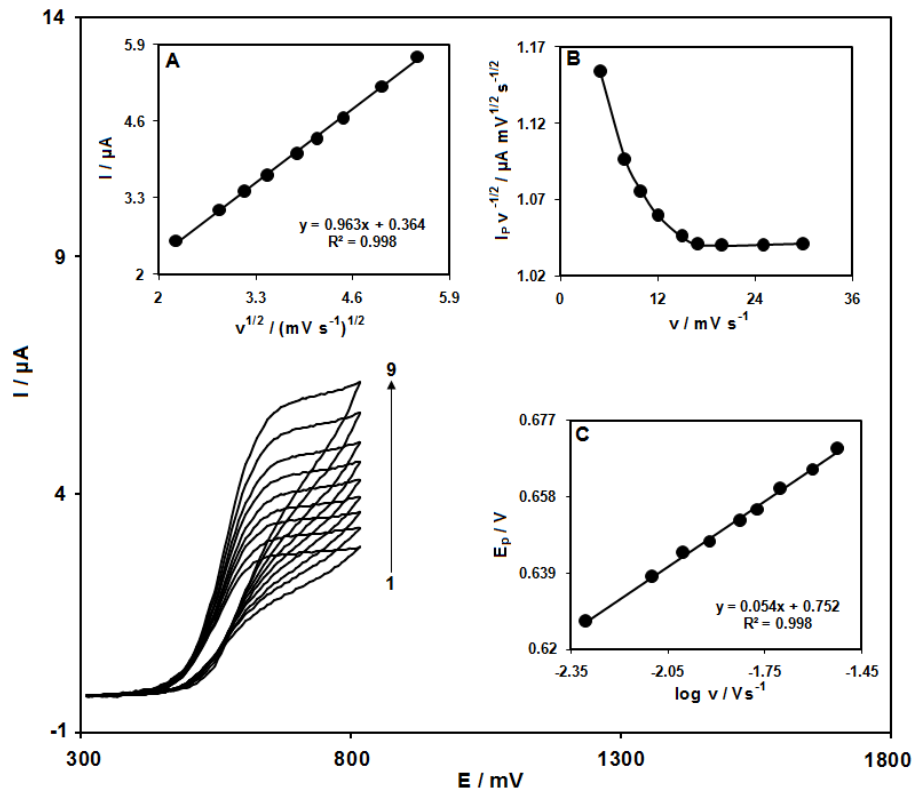 14
9
4
-1
I / µA
300
800
1300
1800
E / mV
9
1
A
5.9
4.6
3.3
2
I / µA
y = 0.963x + 0.364
R² = 0.998
2
3.3
4.6
5.9
v^1/2 / (mV s⁻¹)^1/2
B
1.17
1.12
1.07
1.02
I_P v^-1/2 / µA mV^1/2 s^-1/2
0
12
24
36
v / mV s⁻¹
C
0.677
0.658
0.639
0.62
E_p / V
y = 0.054x + 0.752
R² = 0.998
-2.35
-2.05
-1.75
-1.45
log v / Vs⁻¹